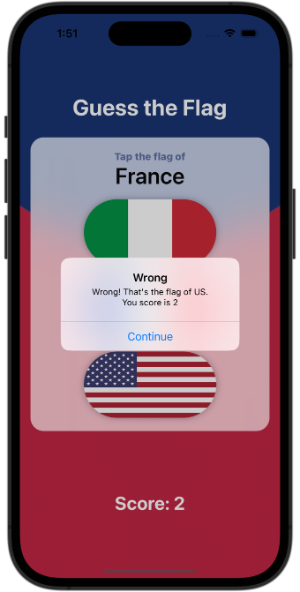 1:51
Guess the Flag
Tap the flag of
France
Wrong
Wrong! That's the flag of US.
You score is 2
Continue
Score: 2